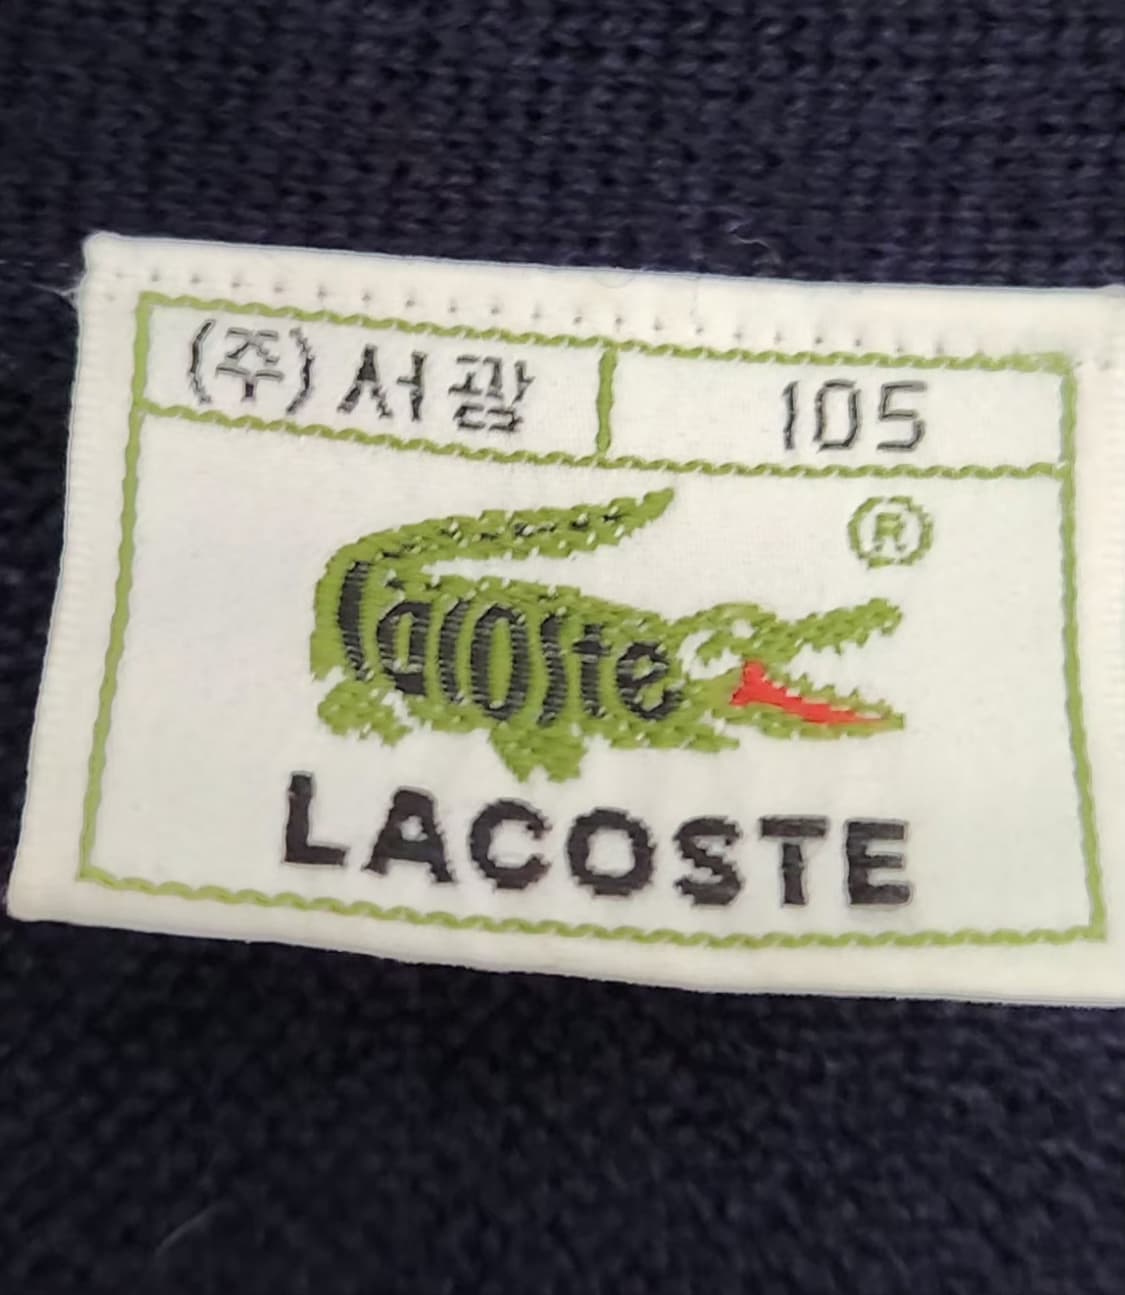 (주)서광 105
®
Lacoste
LACOSTE